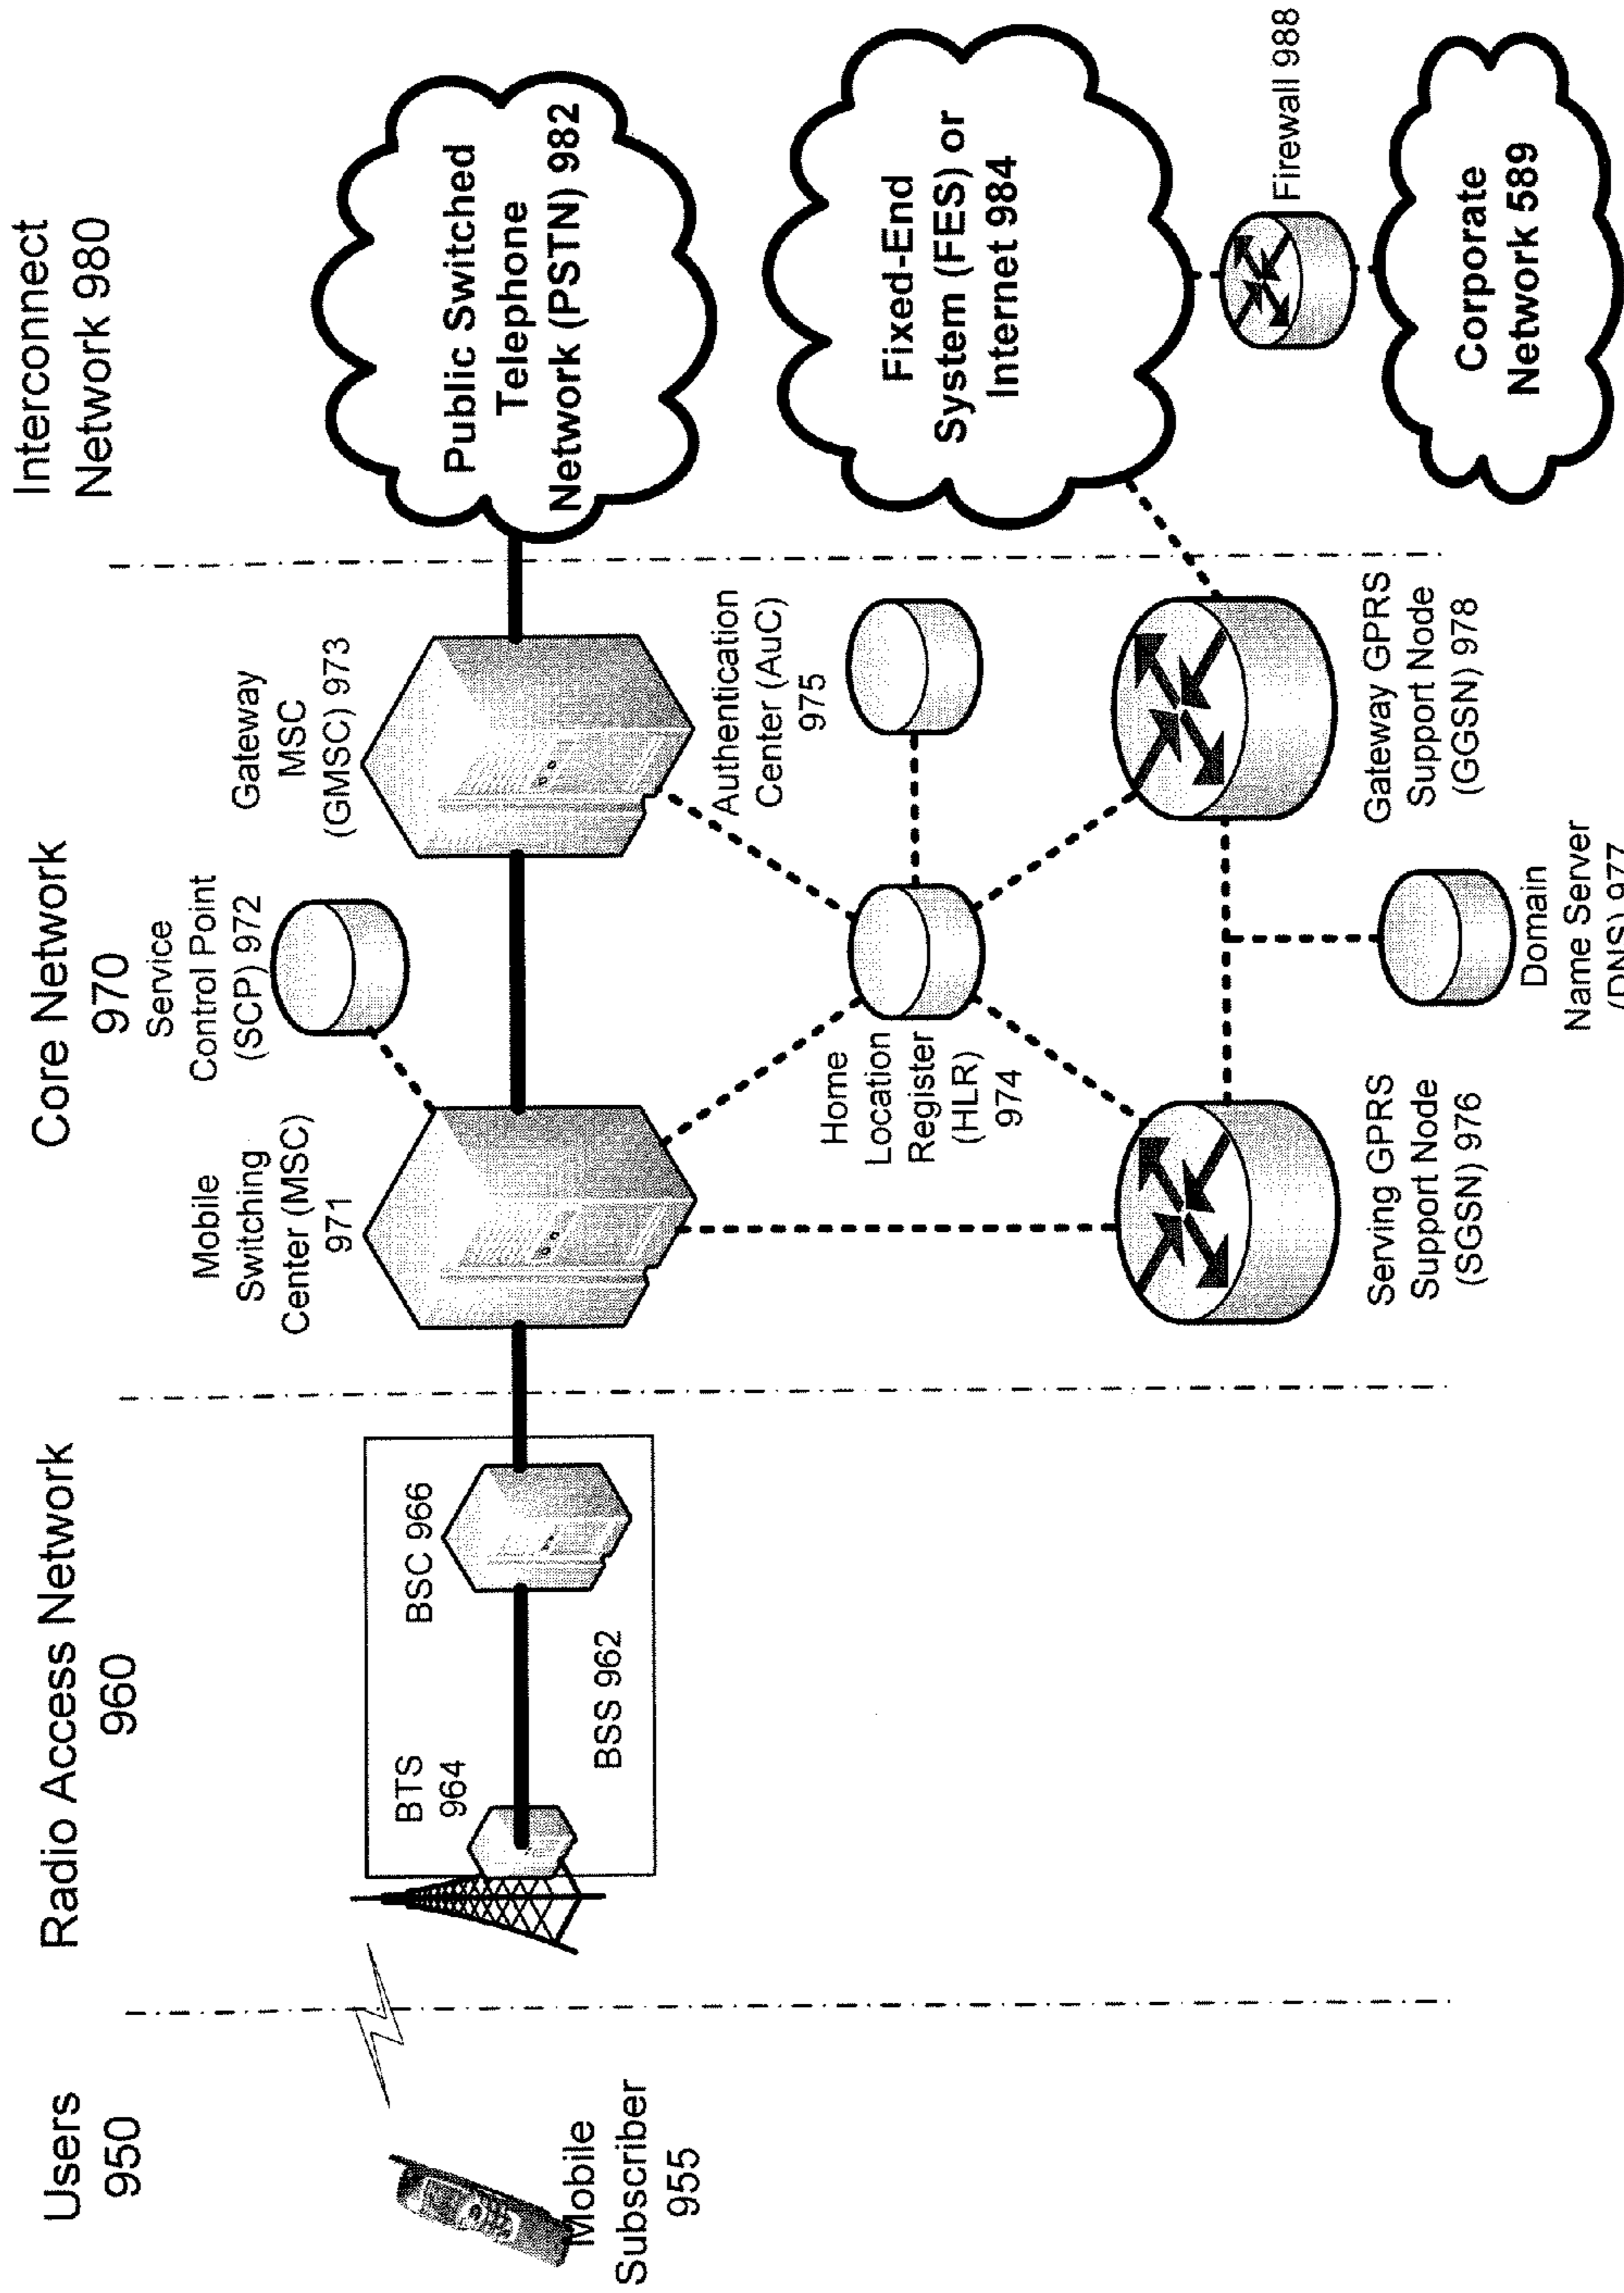 Users
950
Radio Access Network
960
Core Network
970
Interconnect
Network 980
Mobile
Subscriber
955
BTS
964
BSC 966
BSS 962
Mobile
Switching
Center (MSC)
971
Service
Control Point
(SCP) 972
Gateway
MSC
(GMSC) 973
Home
Location
Register
(HLR)
974
Authentication
Center (AuC)
975
Serving GPRS
Support Node
(SGSN) 976
Domain
Name Server
(DNS) 977
Gateway GPRS
Support Node
(GGSN) 978
Public Switched
Telephone
Network (PSTN) 982
Fixed-End
System (FES) or
Internet 984
Firewall 988
Corporate
Network 589